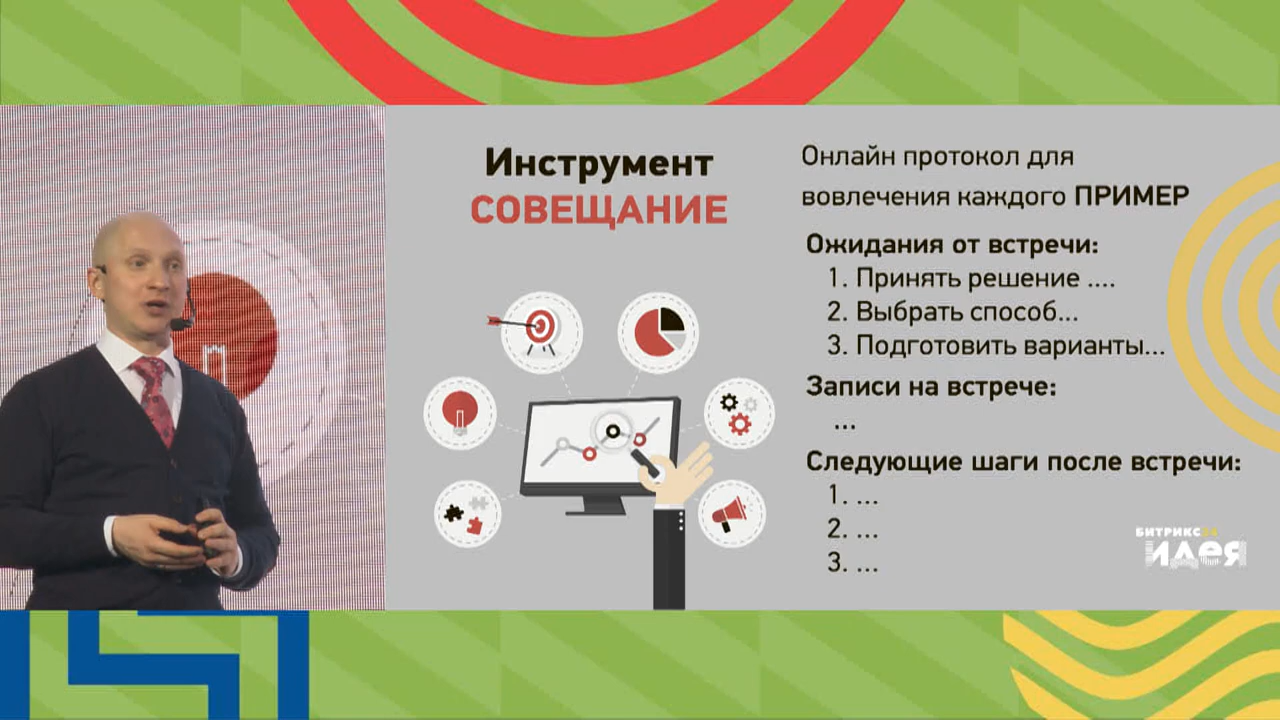 Инструмент
СОВЕЩАНИЕ
Онлайн протокол для
вовлечения каждого ПРИМЕР
Ожидания от встречи:
1. Принять решение ....
2. Выбрать способ...
3. Подготовить варианты...
Записи на встрече:
...
Следующие шаги после встречи:
1. ...
2. ...
3. ...
БИТРИКС24
идея